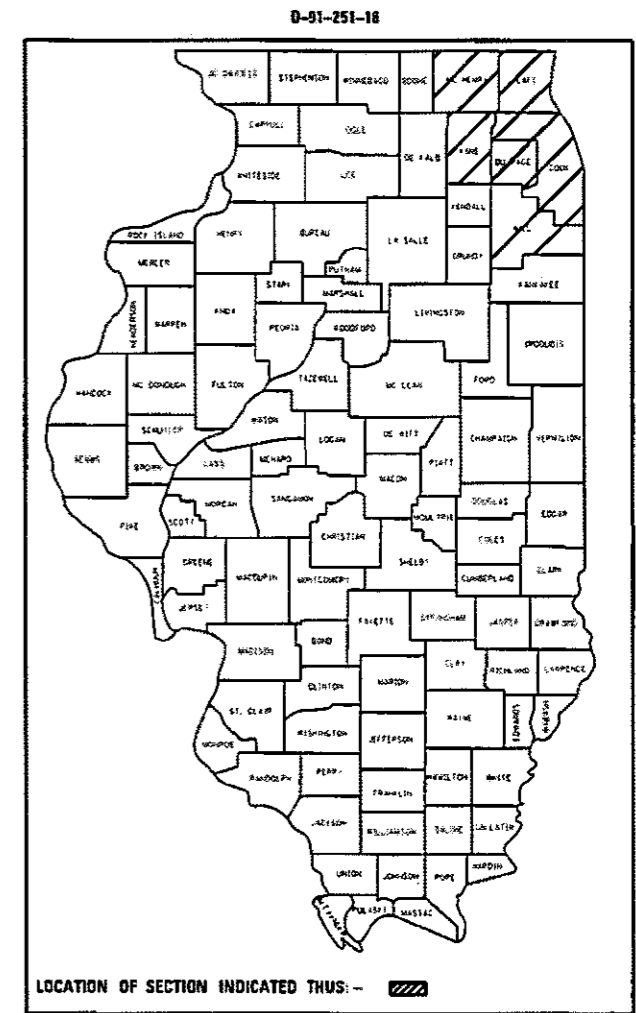 D-91-251-18
JO DAVIESS STEPHENSON WINNEBAGO BOONE MC HENRY LAKE
CARROLL OGLE DE KALB KANE DU PAGE COOK
WHITESIDE LEE
KENDALL WILL
ROCK ISLAND HENRY BUREAU LA SALLE GRUNDY
MERCER PUTNAM KANKAKEE
STARK MARSHALL LIVINGSTON
HENDERSON WARREN KNOX PEORIA WOODFORD IROQUOIS
HANCOCK MC DONOUGH FULTON TAZEWELL MC LEAN FORD
MASON
SCHUYLER LOGAN DE WITT CHAMPAIGN VERMILION
ADAMS BROWN CASS MENARD MACON PIATT
MORGAN SANGAMON DOUGLAS
PIKE SCOTT CHRISTIAN MOULTRIE COLES EDGAR
GREENE MACOUPIN MONTGOMERY SHELBY CUMBERLAND CLARK
CALHOUN JERSEY
FAYETTE EFFINGHAM JASPER CRAWFORD
MADISON BOND
CLINTON MARION CLAY RICHLAND LAWRENCE
ST. CLAIR WASHINGTON JEFFERSON WAYNE EDWARDS WABASH
MONROE
RANDOLPH PERRY FRANKLIN HAMILTON WHITE
JACKSON WILLIAMSON SALINE GALLATIN
UNION JOHNSON POPE HARDIN
ALEXANDER PULASKI MASSAC
LOCATION OF SECTION INDICATED THUS: -